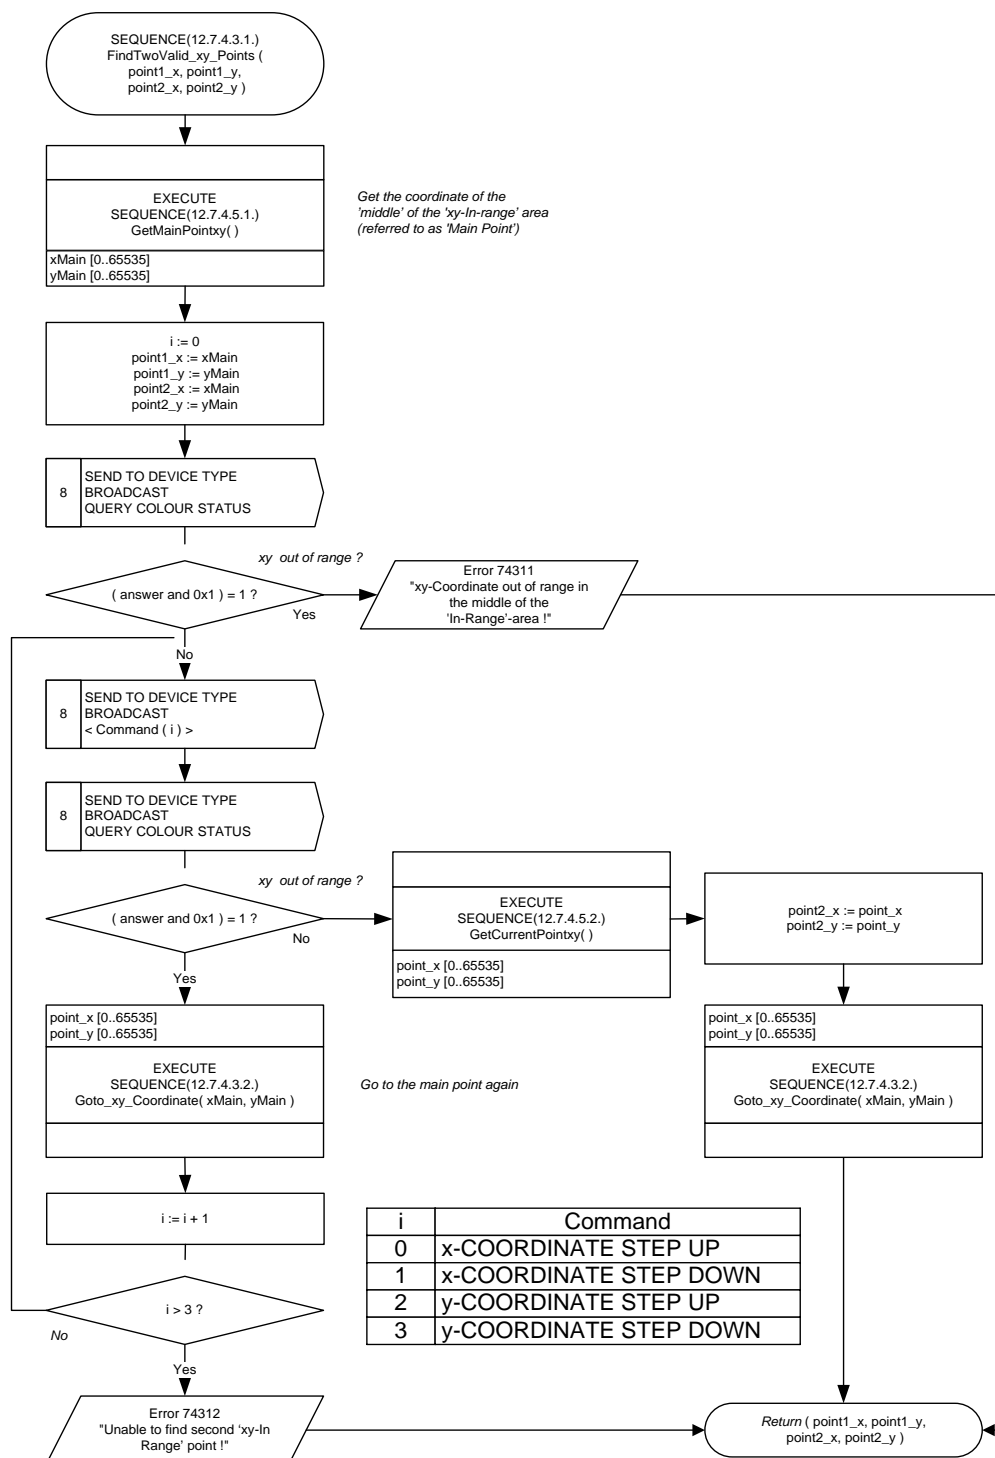 SEQUENCE(12.7.4.3.1.)
FindTwoValid_xy_Points (
point1_x, point1_y,
point2_x, point2_y )
EXECUTE
SEQUENCE(12.7.4.5.1.)
GetMainPointxy( )
xMain [0..65535]
yMain [0..65535]
Get the coordinate of the
'middle' of the 'xy-In-range' area
(referred to as 'Main Point')
i := 0
point1_x := xMain
point1_y := yMain
point2_x := xMain
point2_y := yMain
8
SEND TO DEVICE TYPE
BROADCAST
QUERY COLOUR STATUS
xy out of range ?
( answer and 0x1 ) = 1 ?
Yes
Error 74311
"xy-Coordinate out of range in
the middle of the
'In-Range'-area !"
No
8
SEND TO DEVICE TYPE
BROADCAST
< Command ( i ) >
8
SEND TO DEVICE TYPE
BROADCAST
QUERY COLOUR STATUS
xy out of range ?
( answer and 0x1 ) = 1 ?
No
EXECUTE
SEQUENCE(12.7.4.5.2.)
GetCurrentPointxy( )
point_x [0..65535]
point_y [0..65535]
point2_x := point_x
point2_y := point_y
Yes
point_x [0..65535]
point_y [0..65535]
EXECUTE
SEQUENCE(12.7.4.3.2.)
Goto_xy_Coordinate( xMain, yMain )
Go to the main point again
point_x [0..65535]
point_y [0..65535]
EXECUTE
SEQUENCE(12.7.4.3.2.)
Goto_xy_Coordinate( xMain, yMain )
i := i + 1
i Command
0 x-COORDINATE STEP UP
1 x-COORDINATE STEP DOWN
2 y-COORDINATE STEP UP
3 y-COORDINATE STEP DOWN
i > 3 ?
No
Yes
Error 74312
"Unable to find second 'xy-In
Range' point !"
Return ( point1_x, point1_y,
point2_x, point2_y )